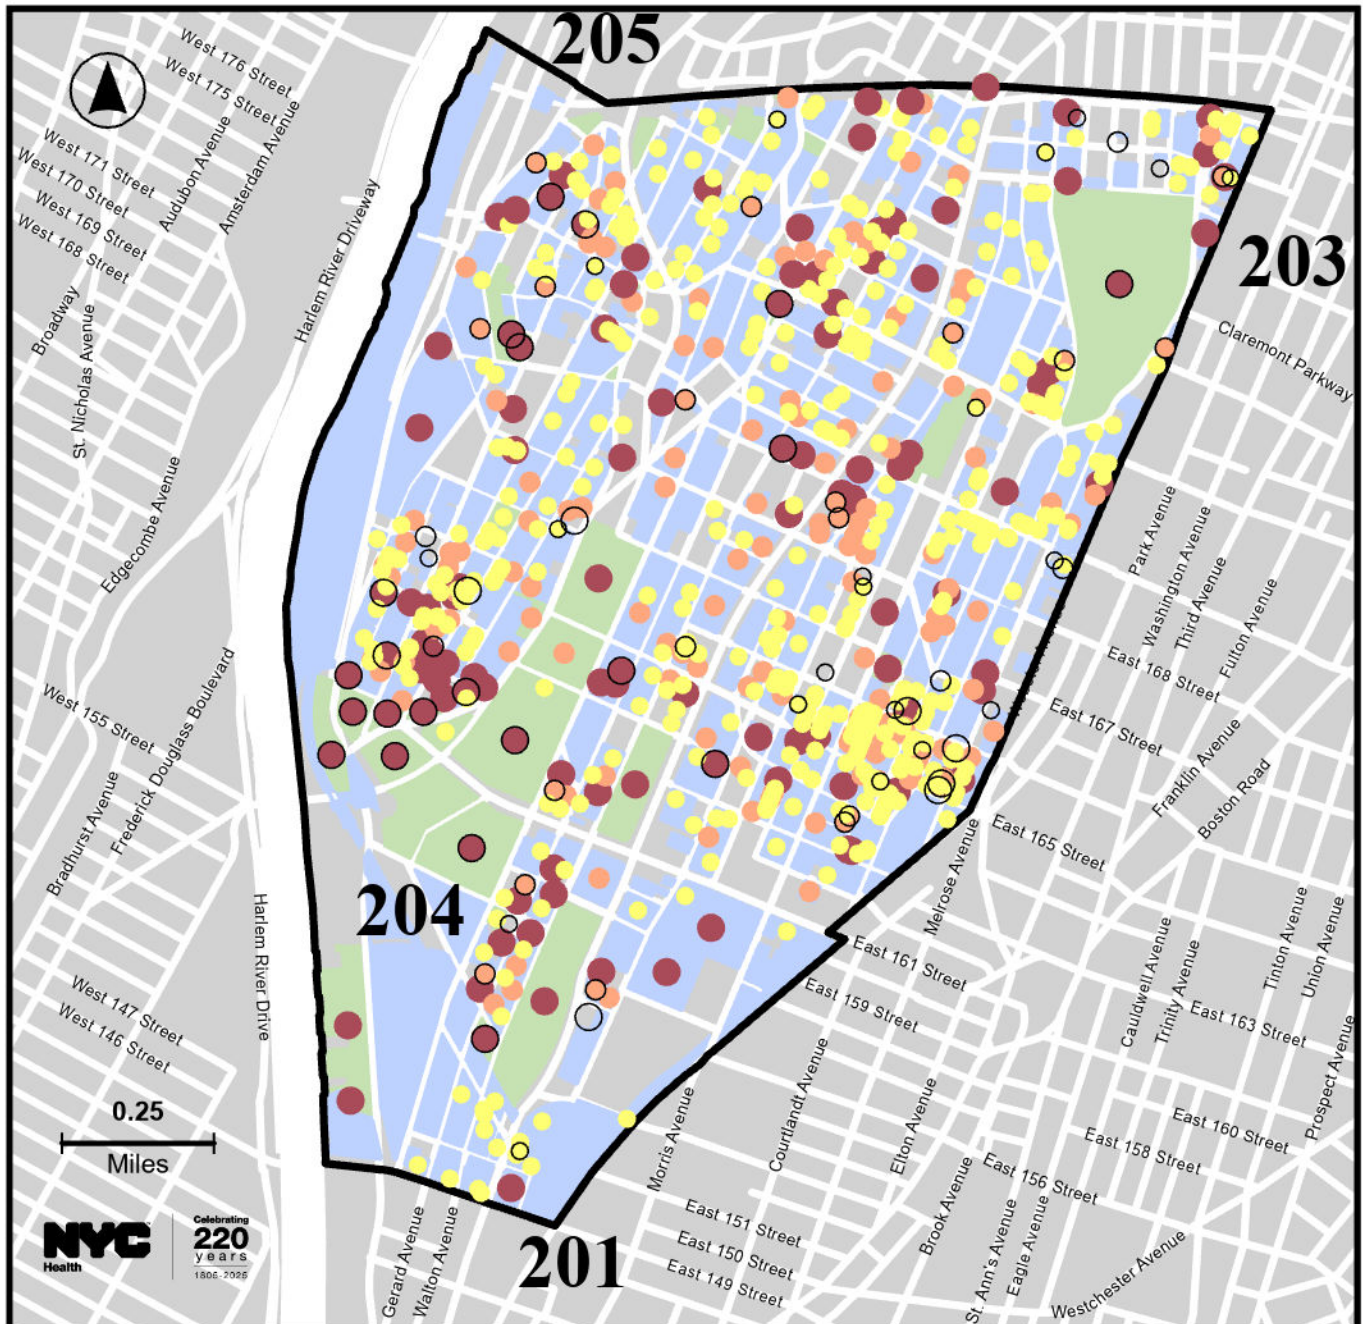 205
West 176 Street
West 175 Street
West 171 Street
West 170 Street
West 169 Street
West 168 Street
Audubon Avenue
Amsterdam Avenue
Harlem River Driveway
Broadway
St. Nicholas Avenue
Edgecombe Avenue
203
Claremont Parkway
Park Avenue
Washington Avenue
Third Avenue
Fulton Avenue
East 168 Street
East 167 Street
Franklin Avenue
Boston Road
West 155 Street
Frederick Douglass Boulevard
Bradhurst Avenue
Harlem River Drive
East 165 Street
Melrose Avenue
204
East 161 Street
East 159 Street
Cauldwell Avenue
Trinity Avenue
Tinton Avenue
Union Avenue
East 163 Street
Prospect Avenue
West 147 Street
West 146 Street
East 160 Street
East 158 Street
East 156 Street
Courtlandt Avenue
Elton Avenue
Morris Avenue
Brook Avenue
St. Ann's Avenue
Eagle Avenue
Westchester Avenue
East 151 Street
East 150 Street
East 149 Street
Gerard Avenue
Walton Avenue
201
0.25
Miles
NYC
Health
Celebrating
220
years
1805-2025